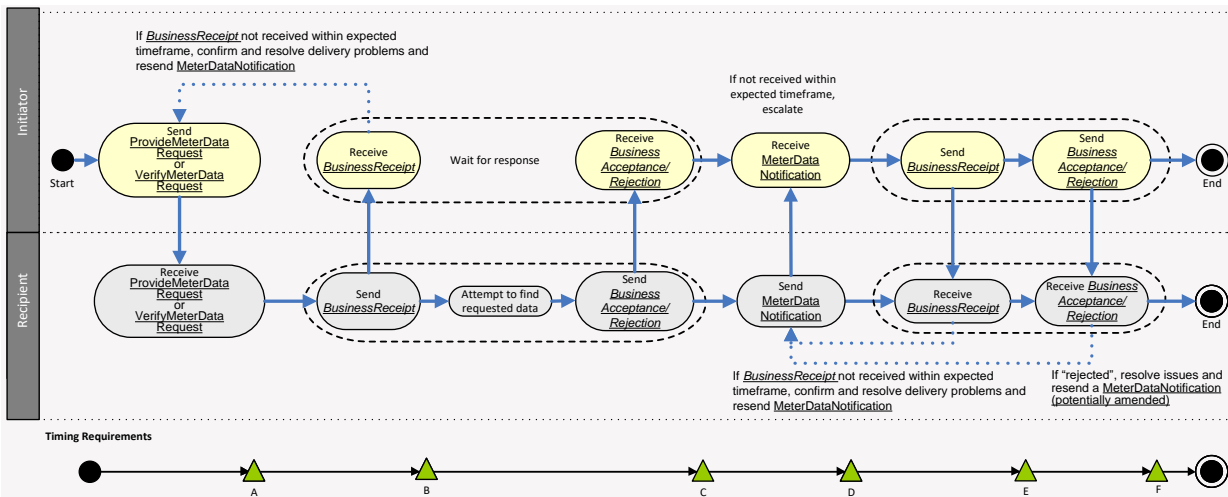 If BusinessReceipt not received within expected
timeframe, confirm and resolve delivery problems and
resend MeterDataNotification
Initiator
Start
Send
ProvideMeterData
Request
or
VerifyMeterData
Request
Receive
BusinessReceipt
Wait for response
Receive
Business
Acceptance/
Rejection
If not received within
expected timeframe,
escalate
Receive
MeterData
Notification
Send
BusinessReceipt
Send
Business
Acceptance/
Rejection
End
Recipient
Receive
ProvideMeterData
Request
or
VerifyMeterData
Request
Send
BusinessReceipt
Attempt to find
requested data
Send
Business
Acceptance/
Rejection
Send
MeterData
Notification
Receive
BusinessReceipt
Receive Business
Acceptance/
Rejection
End
If BusinessReceipt not received within expected
timeframe, confirm and resolve delivery problems and
resend MeterDataNotification
If “rejected”, resolve issues and
resend a MeterDataNotification
(potentially amended)
Timing Requirements
A
B
C
D
E
F